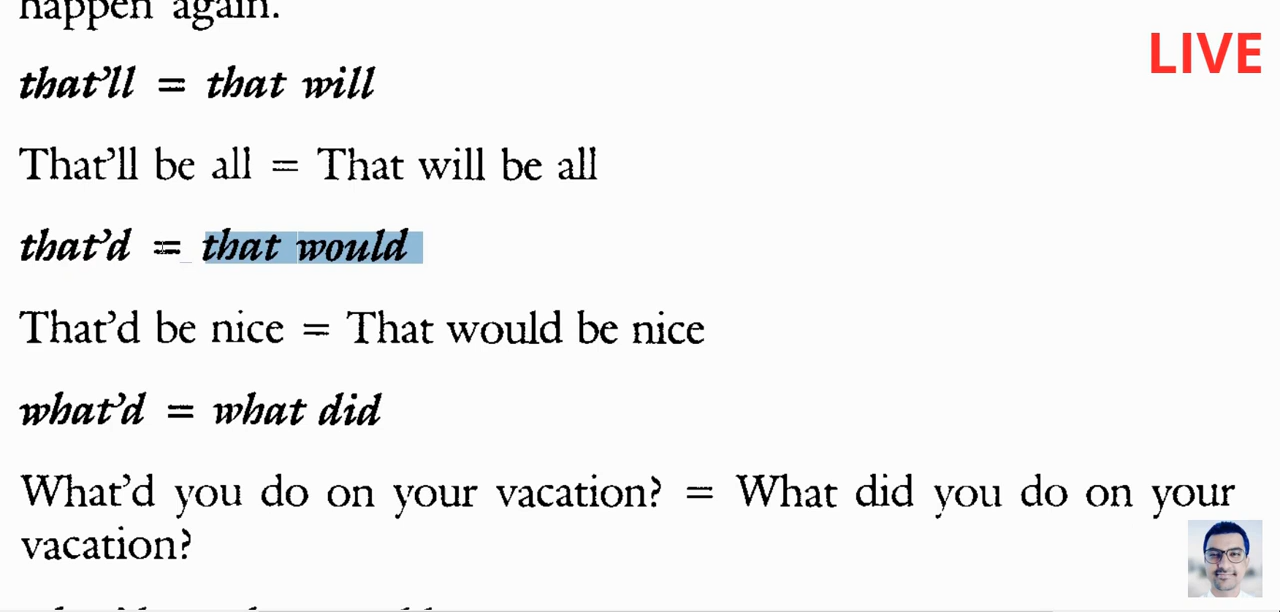 happen again.
LIVE
that’ll = that will
That’ll be all = That will be all
that’d = that would
That’d be nice = That would be nice
what’d = what did
What’d you do on your vacation? = What did you do on your
vacation?